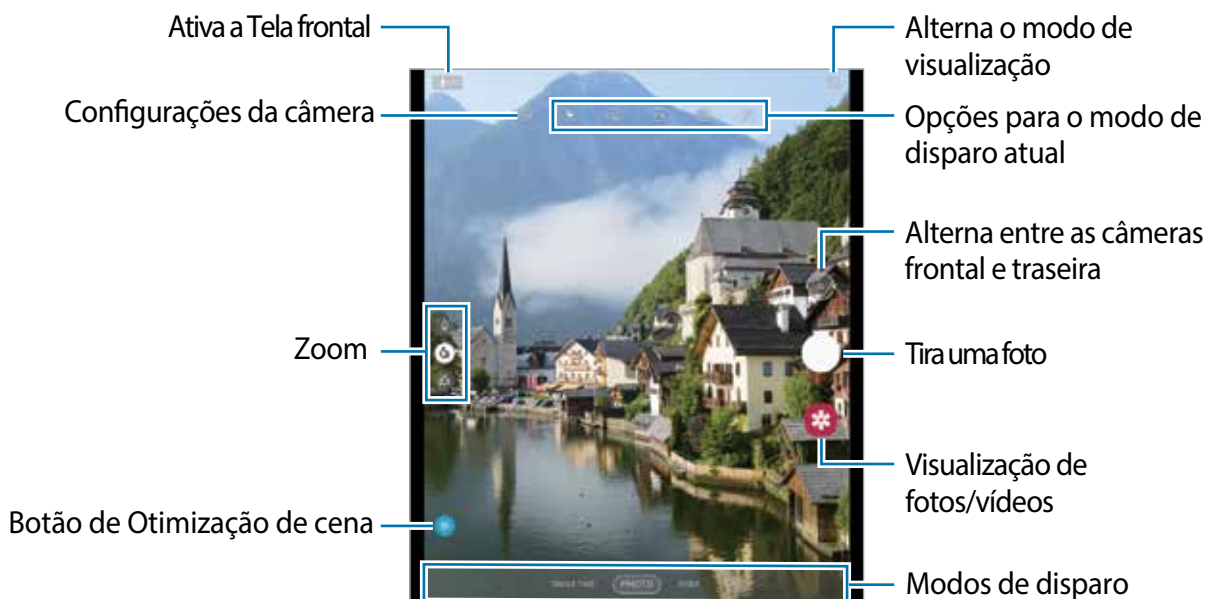 Ativa a Tela frontal
Alterna o modo de
visualização
Configurações da câmera
Opções para o modo de
disparo atual
Alterna entre as câmeras
frontal e traseira
Zoom
Tira uma foto
Visualização de
fotos/vídeos
Botão de Otimização de cena
PHOTO
Modos de disparo